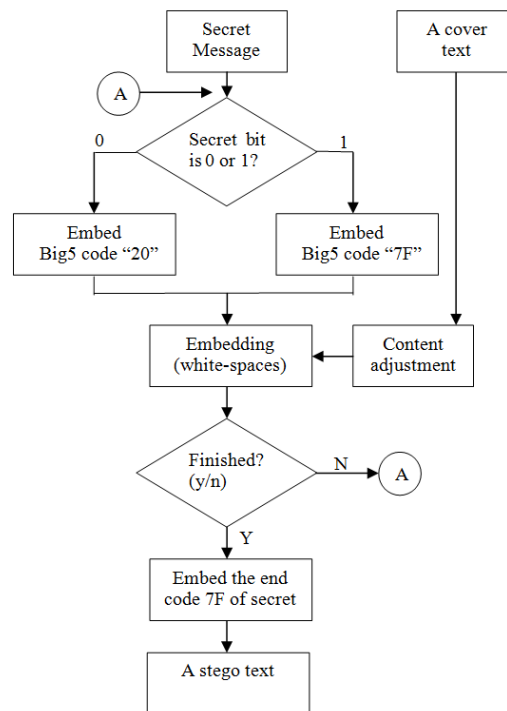 Secret
Message
A cover
text
A
0
Secret bit
is 0 or 1?
1
Embed
Big5 code “20”
Embed
Big5 code “7F”
Embedding
(white-spaces)
Content
adjustment
Finished?
(y/n)
N
A
Y
Embed the end
code 7F of secret
A stego text